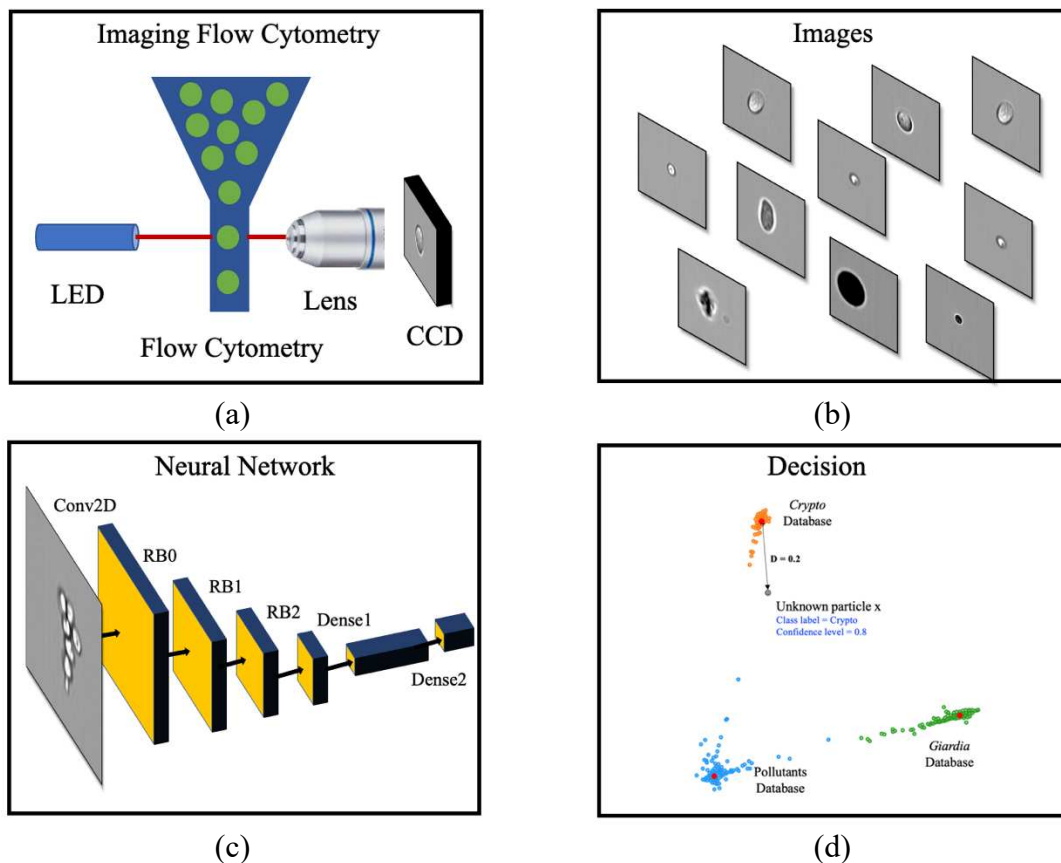 Imaging Flow Cytometry
LED
Lens
CCD
Flow Cytometry
(a)
Images
(b)
Neural Network
Conv2D
RB0
RB1
RB2
Dense1
Dense2
(c)
Decision
Crypto
Database
D = 0.2
Unknown particle x
Class label = Crypto
Confidence level = 0.8
Giardia
Database
Pollutants
Database
(d)